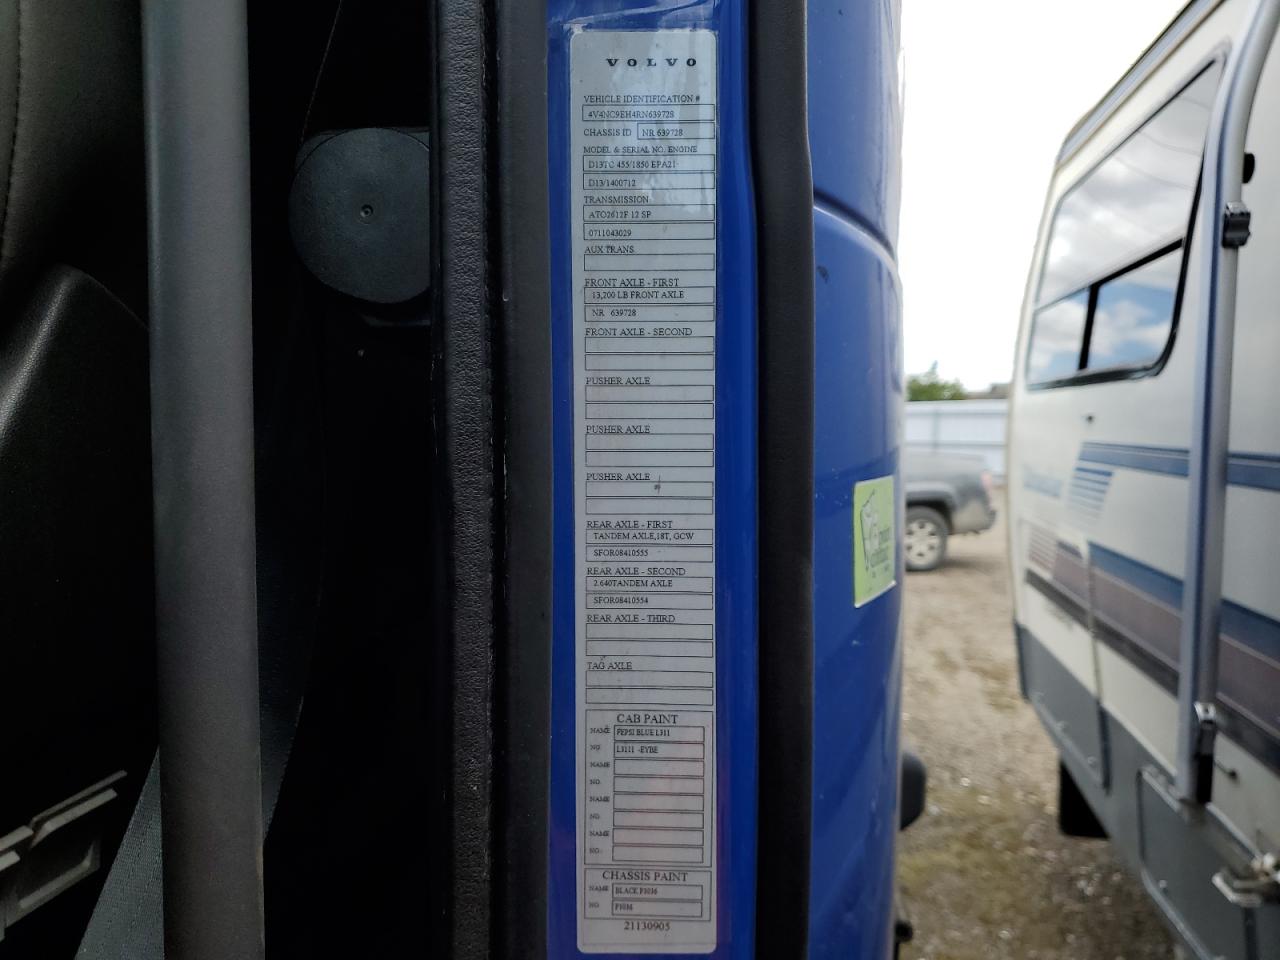 VOLVO
VEHICLE IDENTIFICATION #
4V4NC9EH4RN639728
CHASSIS ID NR 639728
MODEL & SERIAL NO. ENGINE
D13TC 455/1850 EPA21
D13/1400712
TRANSMISSION
ATO2612F 12 SP
0711043029
AUX TRANS.
FRONT AXLE - FIRST
13,200 LB FRONT AXLE
NR 639728
FRONT AXLE - SECOND
PUSHER AXLE
PUSHER AXLE
PUSHER AXLE
REAR AXLE - FIRST
TANDEM AXLE,18T, GCW
SFOR08410555
REAR AXLE - SECOND
2.640TANDEM AXLE
SFOR08410554
REAR AXLE - THIRD
TAG AXLE
CAB PAINT
NAME PEPSI BLUE L311
NO. L3111 -EYBE
NAME
NO.
NAME
NO.
NAME
NO.
CHASSIS PAINT
NAME BLACK P3036
NO.
21130905